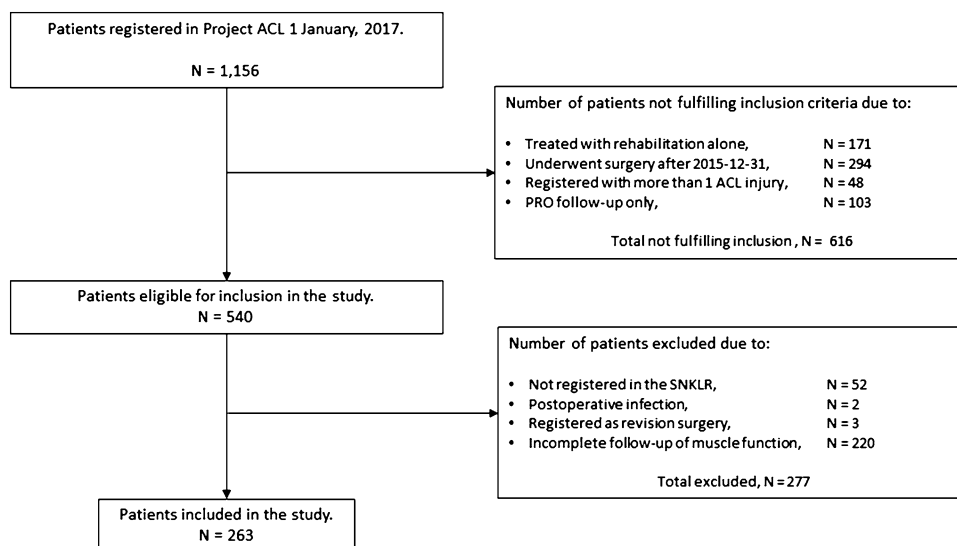 Patients registered in Project ACL 1 January, 2017.
N = 1,156
Number of patients not fulfilling inclusion criteria due to:
• Treated with rehabilitation alone, N = 171
• Underwent surgery after 2015-12-31, N = 294
• Registered with more than 1 ACL injury, N = 48
• PRO follow-up only, N = 103
Total not fulfilling inclusion , N = 616
Patients eligible for inclusion in the study.
N = 540
Number of patients excluded due to:
• Not registered in the SNKLR, N = 52
• Postoperative infection, N = 2
• Registered as revision surgery, N = 3
• Incomplete follow-up of muscle function, N = 220
Total excluded, N = 277
Patients included in the study.
N = 263